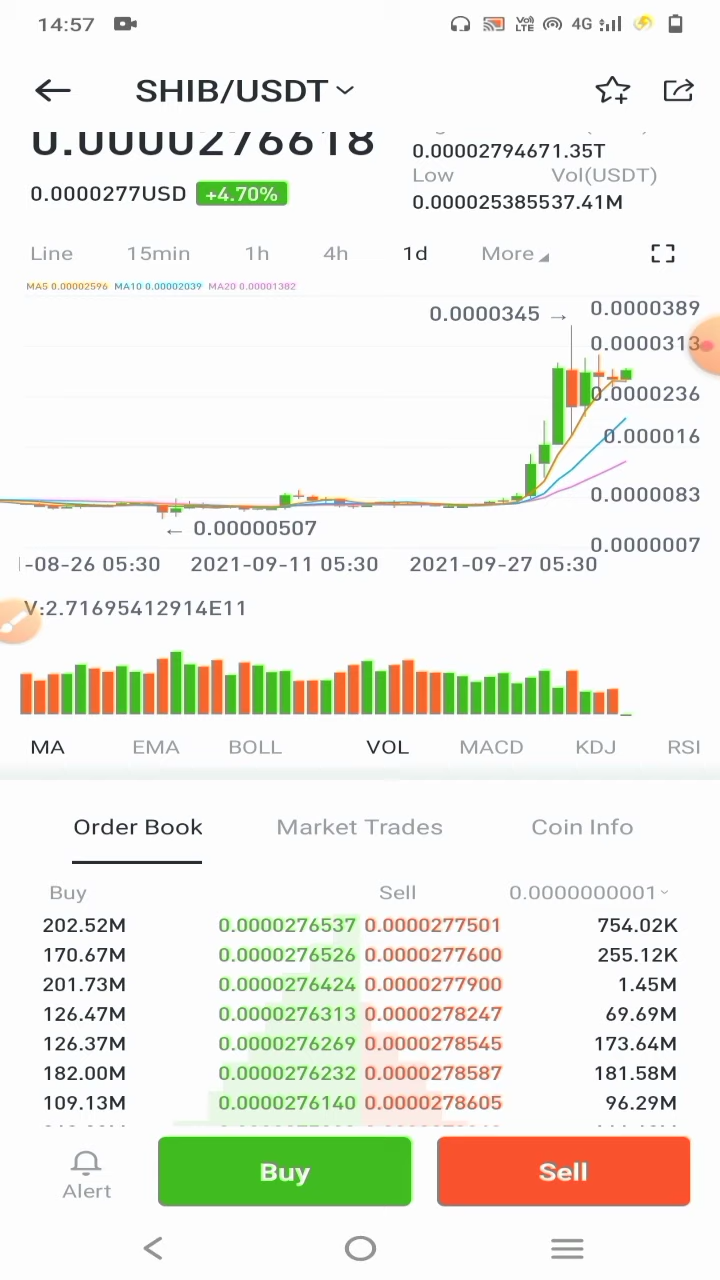 14:57 Vo) LTE 4G
SHIB/USDT
0.0000276618
0.00002794671.35T
Low Vol(USDT)
0.0000277USD +4.70%
0.000025385537.41M
Line 15min 1h 4h 1d More
MA5 0.00002596 MA10 0.00002039 MA20 0.00001382
0.0000389
0.0000345 →
0.0000313
0.0000236
0.000016
0.0000083
← 0.00000507
0.0000007
-08-26 05:30 2021-09-11 05:30 2021-09-27 05:30
V:2.71695412914E11
MA EMA BOLL VOL MACD KDJ RSI
Order Book Market Trades Coin Info
Buy Sell 0.0000000001
202.52M 0.0000276537 0.0000277501 754.02K
170.67M 0.0000276526 0.0000277600 255.12K
201.73M 0.0000276424 0.0000277900 1.45M
126.47M 0.0000276313 0.0000278247 69.69M
126.37M 0.0000276269 0.0000278545 173.64M
182.00M 0.0000276232 0.0000278587 181.58M
109.13M 0.0000276140 0.0000278605 96.29M
Alert Buy Sell